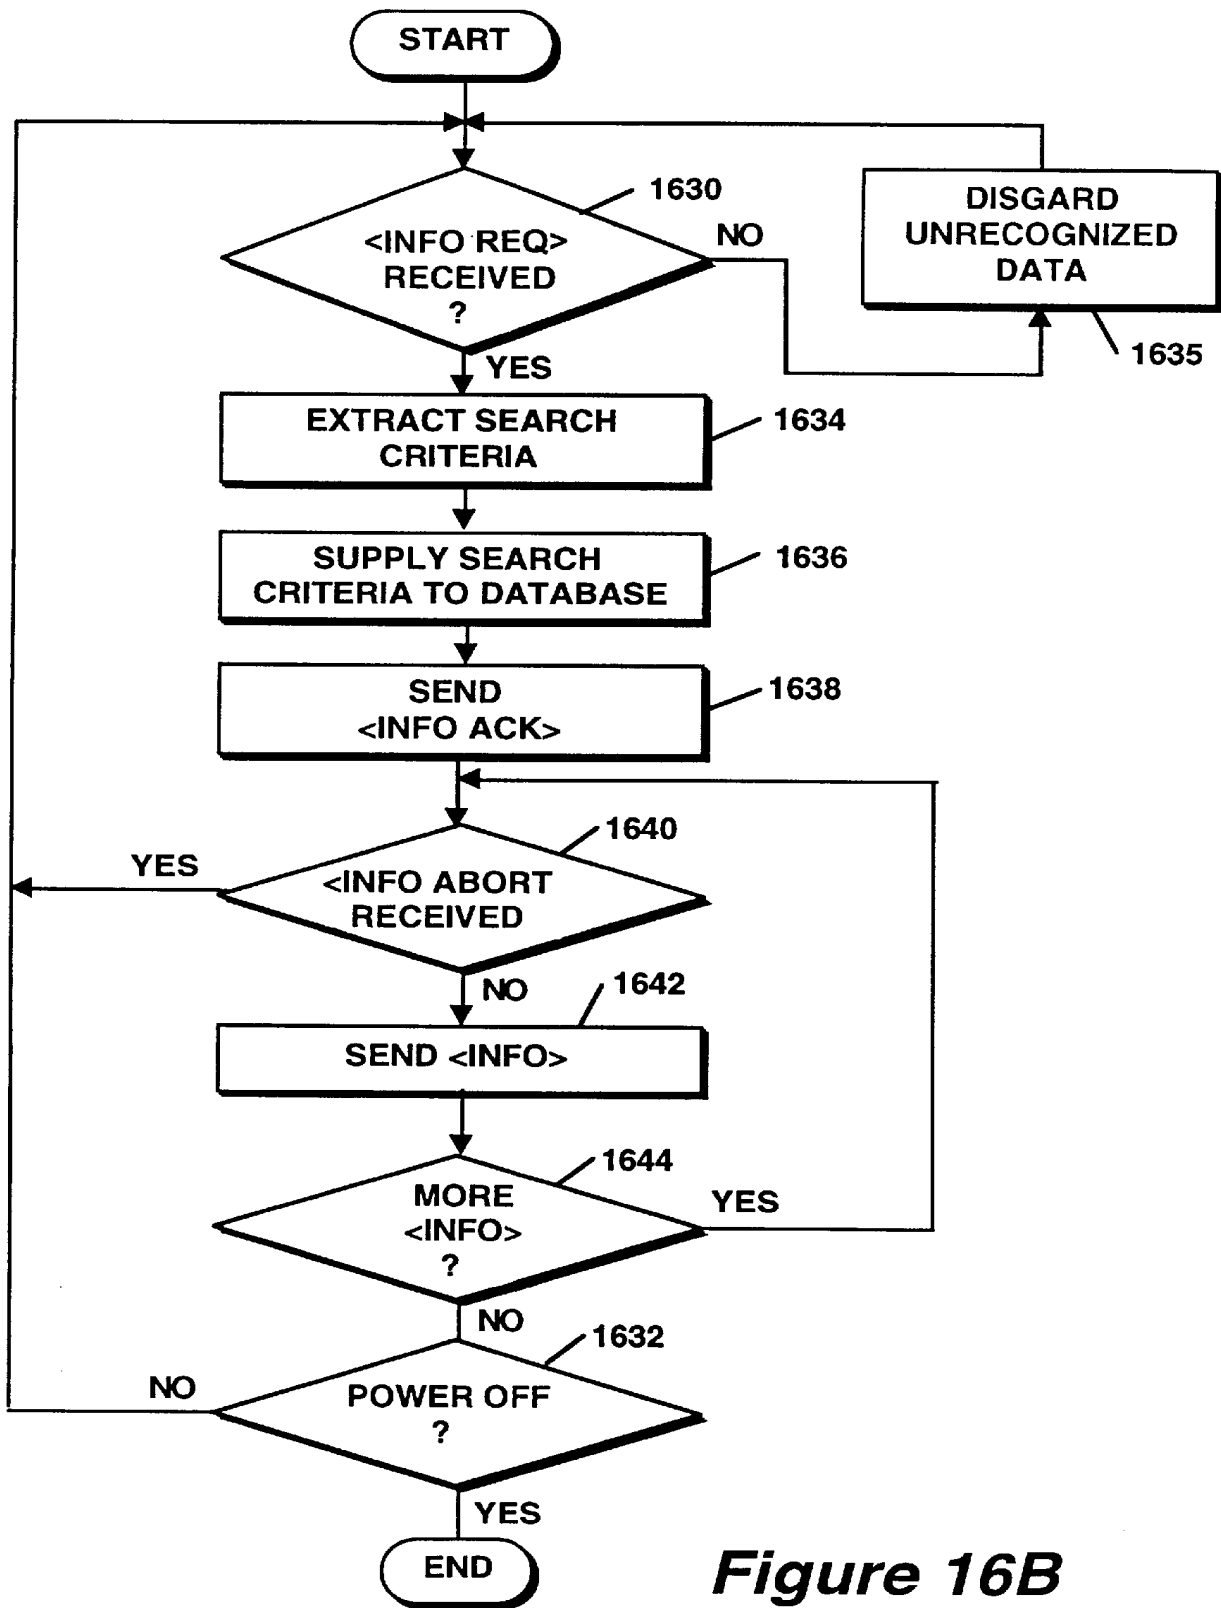 START
1630
<INFO REQ>
RECEIVED
?
NO
YES
DISGARD
UNRECOGNIZED
DATA
1635
EXTRACT SEARCH
CRITERIA
1634
SUPPLY SEARCH
CRITERIA TO DATABASE
1636
SEND
<INFO ACK>
1638
1640
YES
<INFO ABORT
RECEIVED
NO
1642
SEND <INFO>
1644
MORE
<INFO>
?
YES
NO
1632
NO
POWER OFF
?
YES
END
Figure 16B